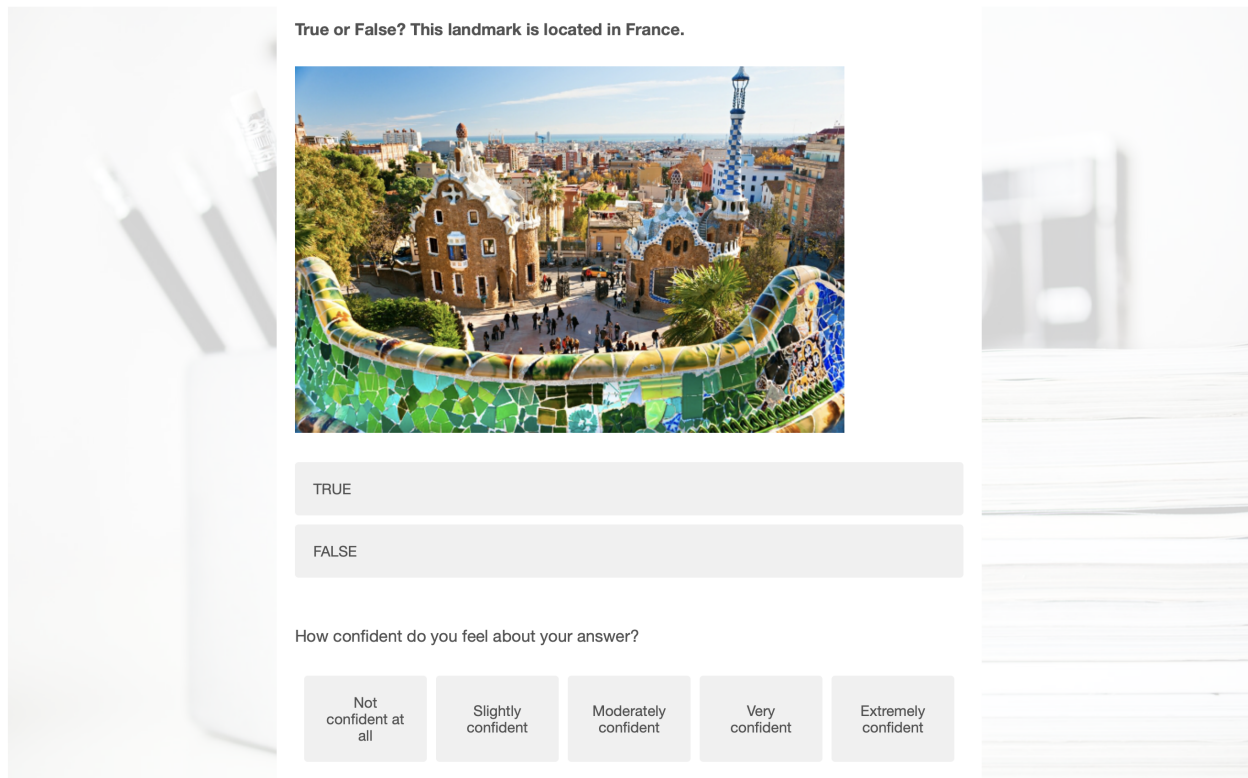 True or False? This landmark is located in France.
TRUE
FALSE
How confident do you feel about your answer?
Not
confident at
all
Slightly
confident
Moderately
confident
Very
confident
Extremely
confident